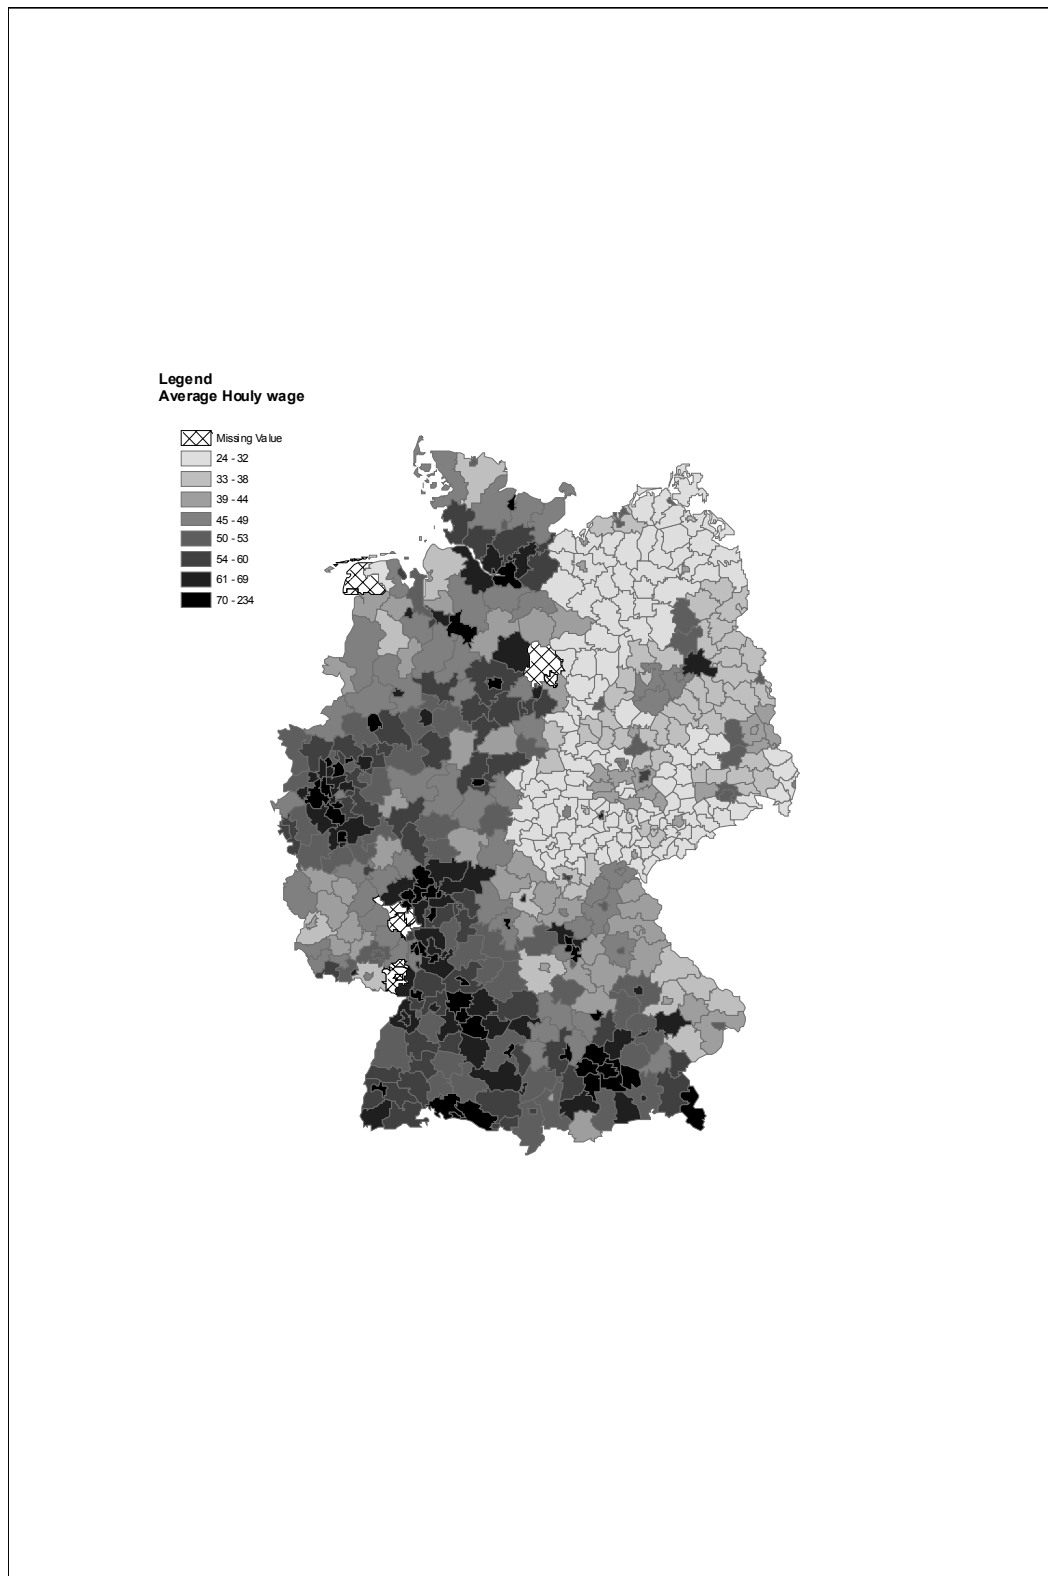 Legend
Average Houly wage
Missing Value
24 - 32
33 - 38
39 - 44
45 - 49
50 - 53
54 - 60
61 - 69
70 - 234